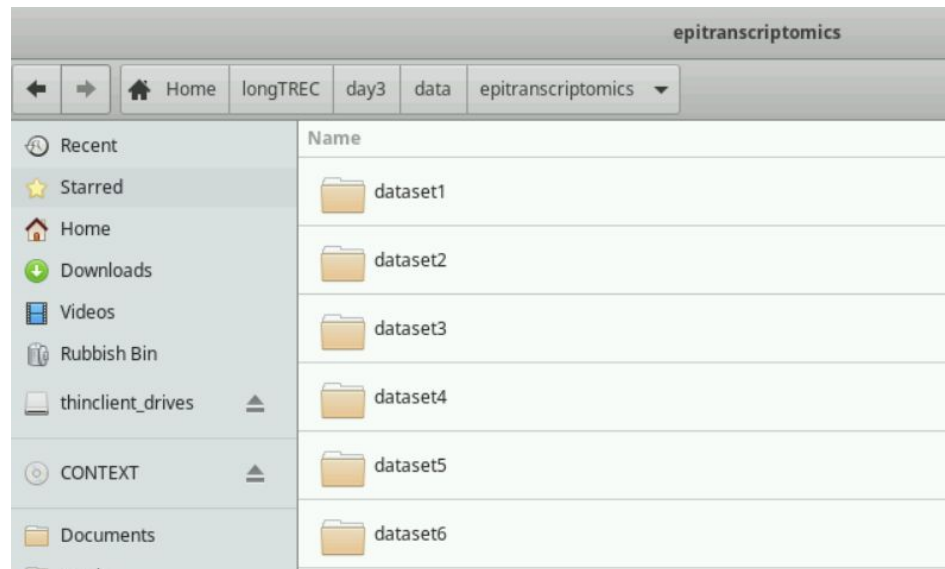 epitranscriptomics
Home longTREC day3 data epitranscriptomics
Recent
Starred
Home
Downloads
Videos
Rubbish Bin
thinclient_drives
CONTEXT
Documents
Name
dataset1
dataset2
dataset3
dataset4
dataset5
dataset6